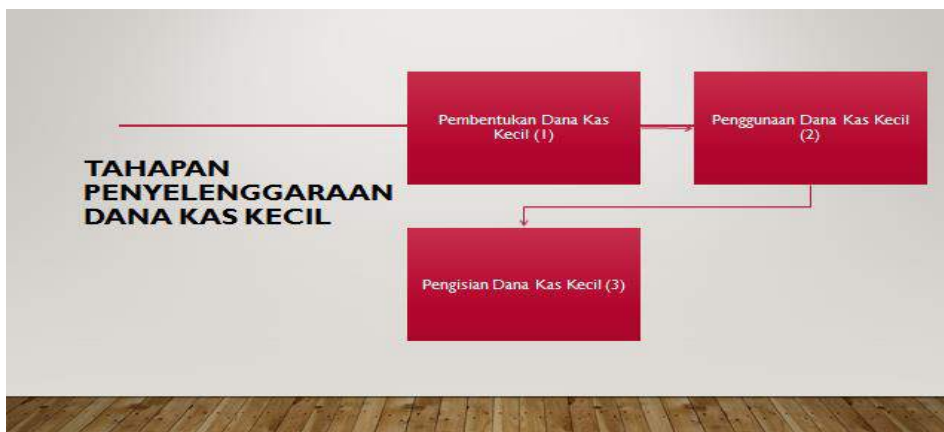 TAHAPAN
PENYELENGGARAAN
DANA KAS KECIL
Pembentukan Dana Kas
Kecil (1)
Penggunaan Dana Kas Kecil
(2)
Pengisian Dana Kas Kecil (3)